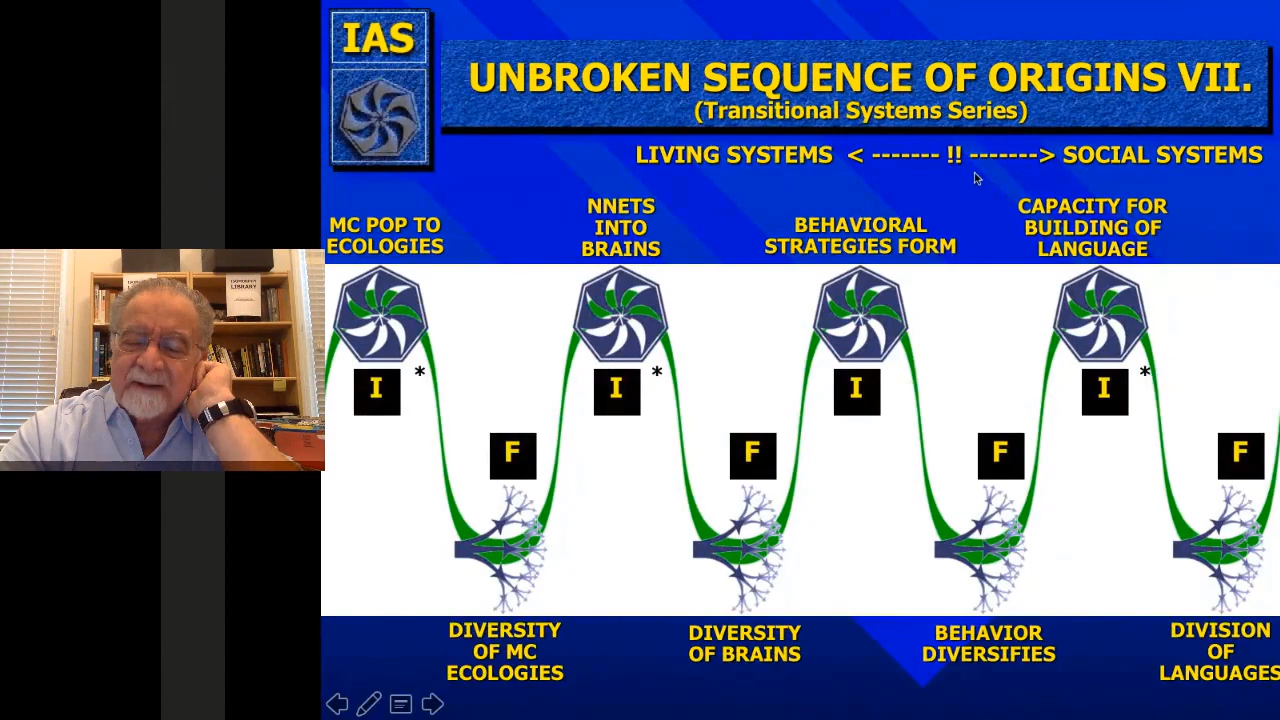 IAS
UNBROKEN SEQUENCE OF ORIGINS VII.
(Transitional Systems Series)
LIVING SYSTEMS < ------- !! -------> SOCIAL SYSTEMS
MC POP TO
ECOLOGIES
NNETS
INTO
BRAINS
BEHAVIORAL
STRATEGIES FORM
CAPACITY FOR
BUILDING OF
LANGUAGE
I *
I *
I
I *
F
F
F
F
DIVERSITY
OF MC
ECOLOGIES
DIVERSITY
OF BRAINS
BEHAVIOR
DIVERSIFIES
DIVISION
OF
LANGUAGES
LIBRARY